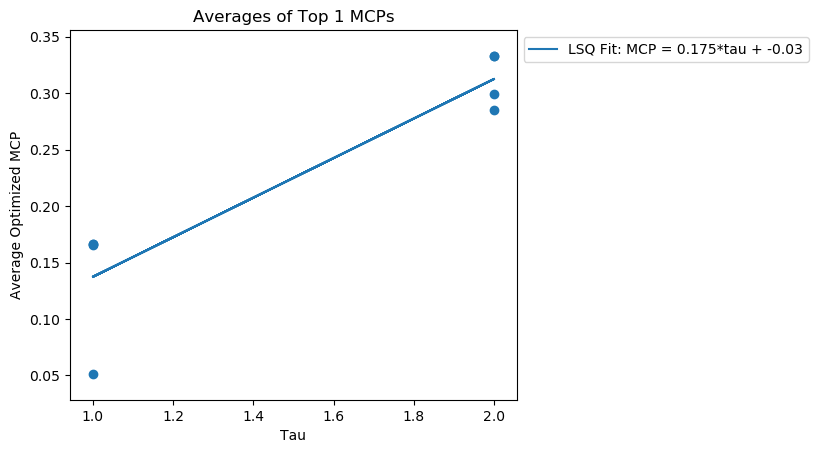 Averages of Top 1 MCPs
LSQ Fit: MCP = 0.175*tau + -0.03
Average Optimized MCP
0.35
0.30
0.25
0.20
0.15
0.10
0.05
1.0 1.2 1.4 1.6 1.8 2.0
Tau